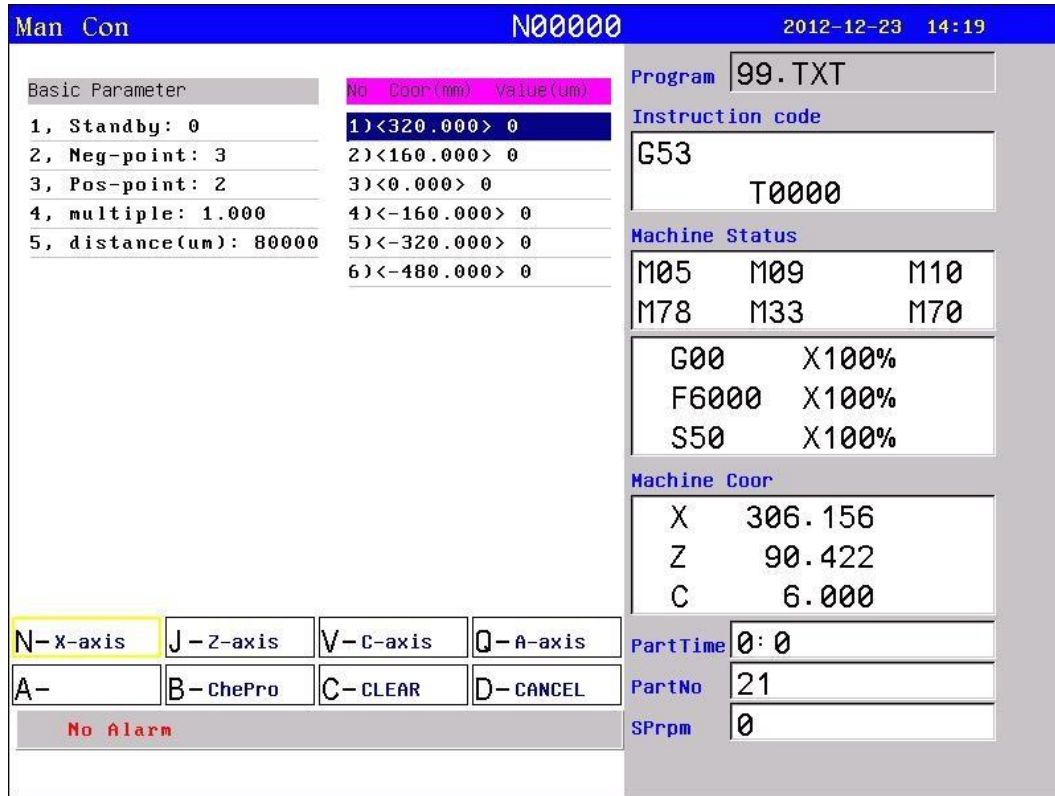 Man Con N00000 2012-12-23 14:19
Basic Parameter
1, Standby: 0
2, Neg-point: 3
3, Pos-point: 2
4, multiple: 1.000
5, distance(um): 80000
No Coor(mm) Value(um)
1)<320.000> 0
2)<160.000> 0
3)<0.000> 0
4)<-160.000> 0
5)<-320.000> 0
6)<-480.000> 0
Program 99.TXT
Instruction code
G53
T0000
Machine Status
M05 M09 M10
M78 M33 M70
G00 X100%
F6000 X100%
S50 X100%
Machine Coor
X 306.156
Z 90.422
C 6.000
PartTime 0:0
PartNo 21
SPrpm 0
N-X-axis J-Z-axis V-C-axis Q-A-axis
A- B-ChePro C-CLEAR D-CANCEL
No Alarm